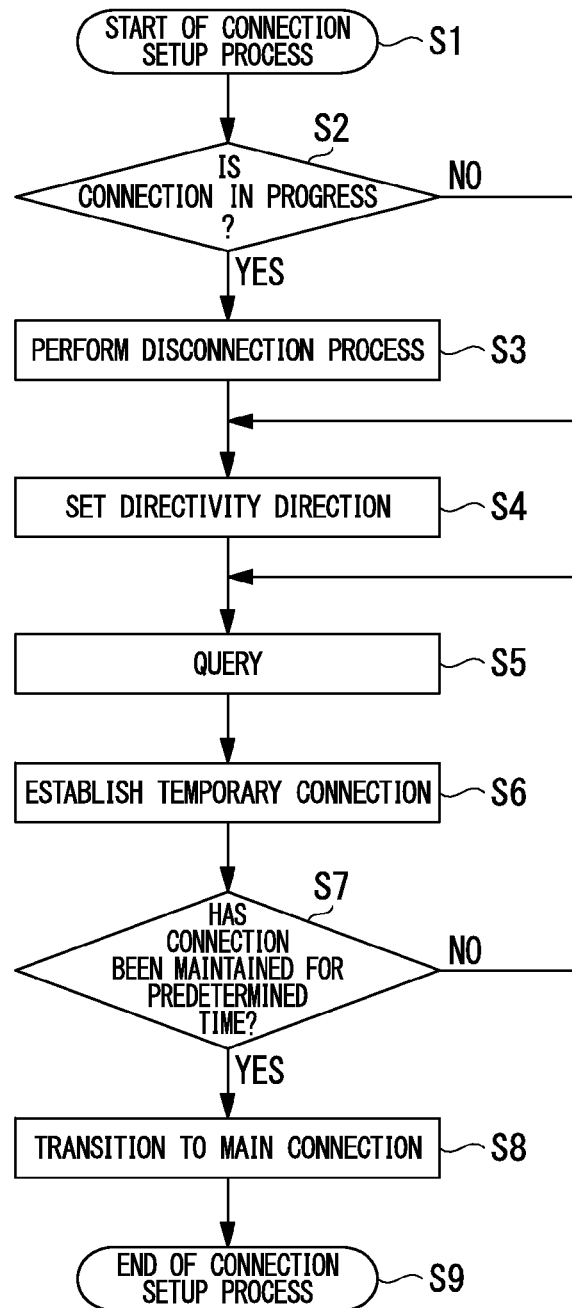 START OF CONNECTION
SETUP PROCESS
S1
S2
IS
CONNECTION IN PROGRESS
?
NO
YES
PERFORM DISCONNECTION PROCESS
S3
SET DIRECTIVITY DIRECTION
S4
QUERY
S5
ESTABLISH TEMPORARY CONNECTION
S6
S7
HAS
CONNECTION
BEEN MAINTAINED FOR
PREDETERMINED
TIME?
NO
YES
TRANSITION TO MAIN CONNECTION
S8
END OF CONNECTION
SETUP PROCESS
S9